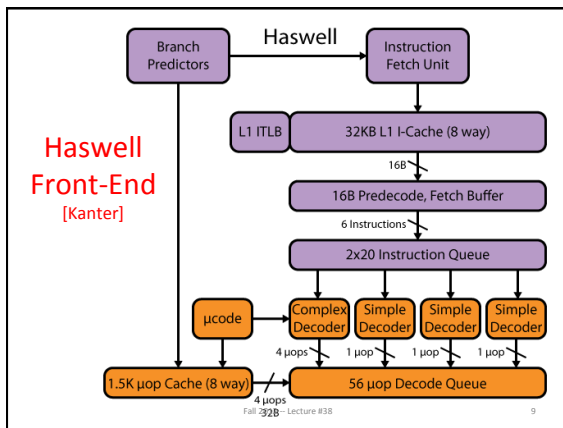 Haswell
Branch
Predictors
Instruction
Fetch Unit
Haswell
Front-End
[Kanter]
L1 ITLB
32KB L1 I-Cache (8 way)
16B
16B Predecode, Fetch Buffer
6 Instructions
2x20 Instruction Queue
μcode
Complex
Decoder
Simple
Decoder
Simple
Decoder
Simple
Decoder
4 μops
1 μop
1 μop
1 μop
1.5K μop Cache (8 way)
56 μop Decode Queue
4 μops
32B
Fall -- Lecture #38
9